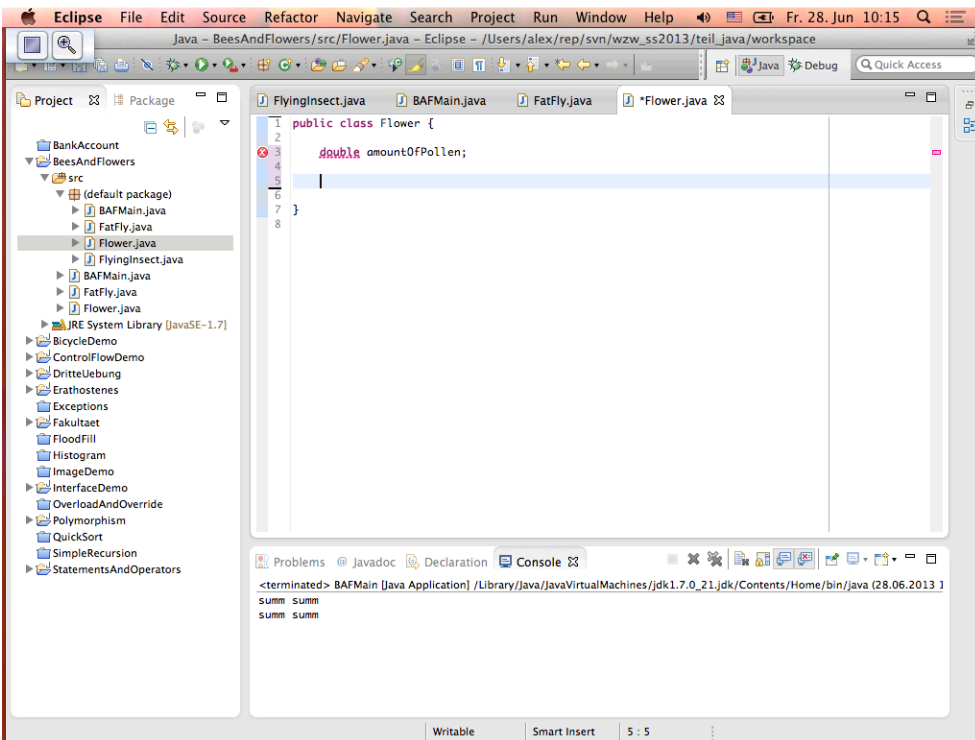 Eclipse File Edit Source Refactor Navigate Search Project Run Window Help Fr. 28. Jun 10:15
Java – BeesAndFlowers/src/Flower.java – Eclipse – /Users/alex/rep/svn/wzw_ss2013/teil_java/workspace
Java Debug Quick Access
Project Package
BankAccount
BeesAndFlowers
src
(default package)
BAFMain.java
FatFly.java
Flower.java
FlyingInsect.java
BAFMain.java
FatFly.java
Flower.java
JRE System Library [JavaSE-1.7]
BicycleDemo
ControlFlowDemo
DritteUebung
Erathostenes
Exceptions
Fakultaet
FloodFill
Histogram
ImageDemo
InterfaceDemo
OverloadAndOverride
Polymorphism
QuickSort
SimpleRecursion
StatementsAndOperators
FlyingInsect.java BAFMain.java FatFly.java *Flower.java
1 public class Flower {
2
3 double amountOfPollen;
4
5
6
7 }
8
Problems @ Javadoc Declaration Console
<terminated> BAFMain [Java Application] /Library/Java/JavaVirtualMachines/jdk1.7.0_21.jdk/Contents/Home/bin/java (28.06.2013 1
summ summ
summ summ
Writable Smart Insert 5 : 5